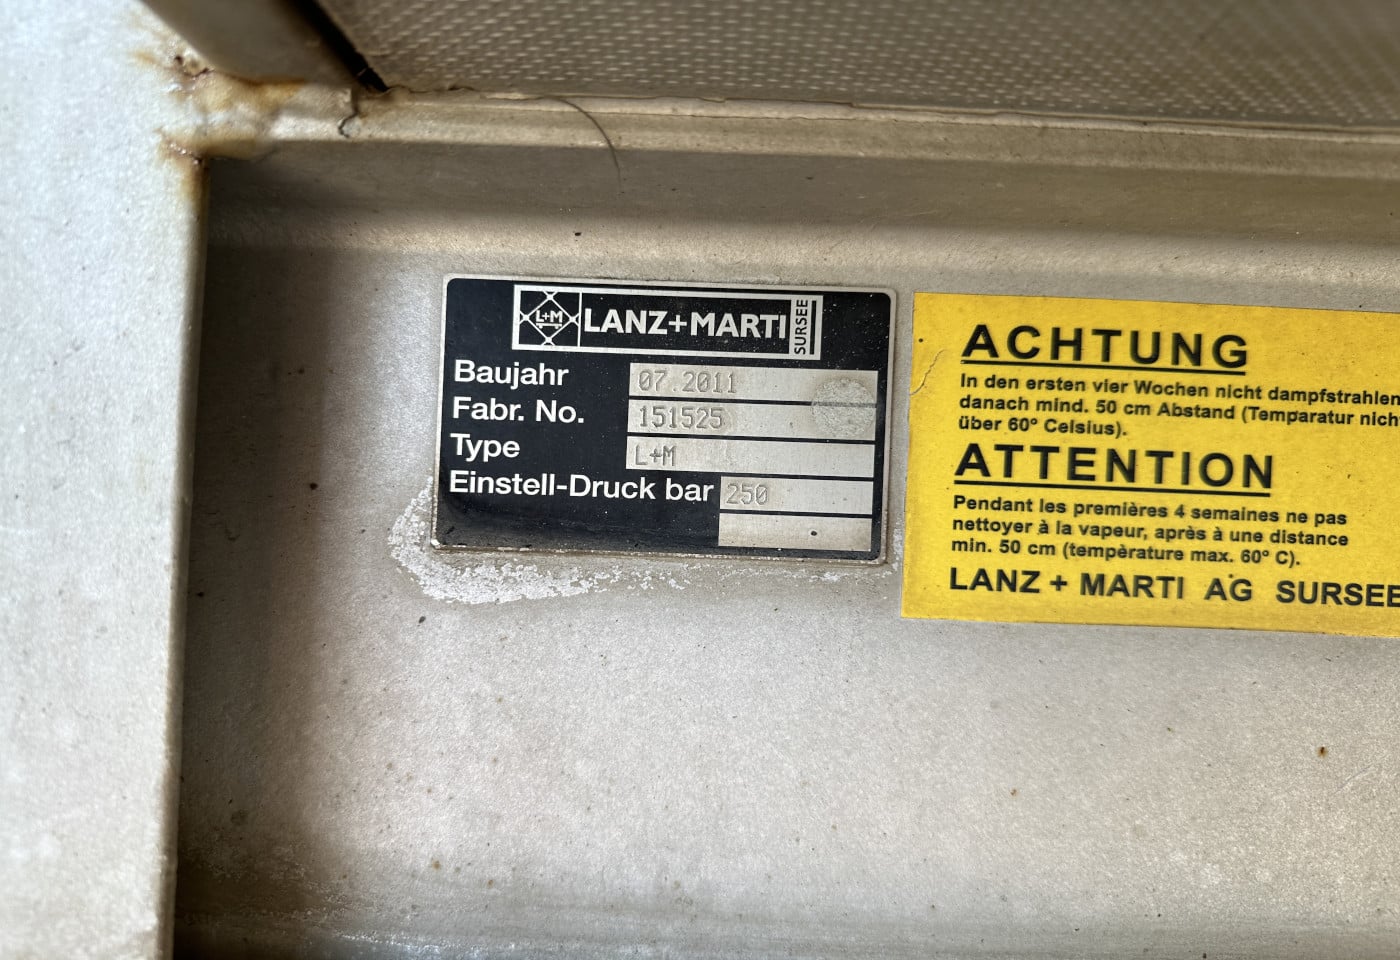 L+M LANZ+MARTI SURSEE
Baujahr 07.2011
Fabr. No. 151525
Type L+M
Einstell-Druck bar 250
ACHTUNG
In den ersten vier Wochen nicht dampfstrahlen
danach mind. 50 cm Abstand (Temparatur nich
über 60° Celsius).
ATTENTION
Pendant les premières 4 semaines ne pas
nettoyer à la vapeur, après à une distance
min. 50 cm (tempèrature max. 60° C).
LANZ + MARTI AG SURSEE